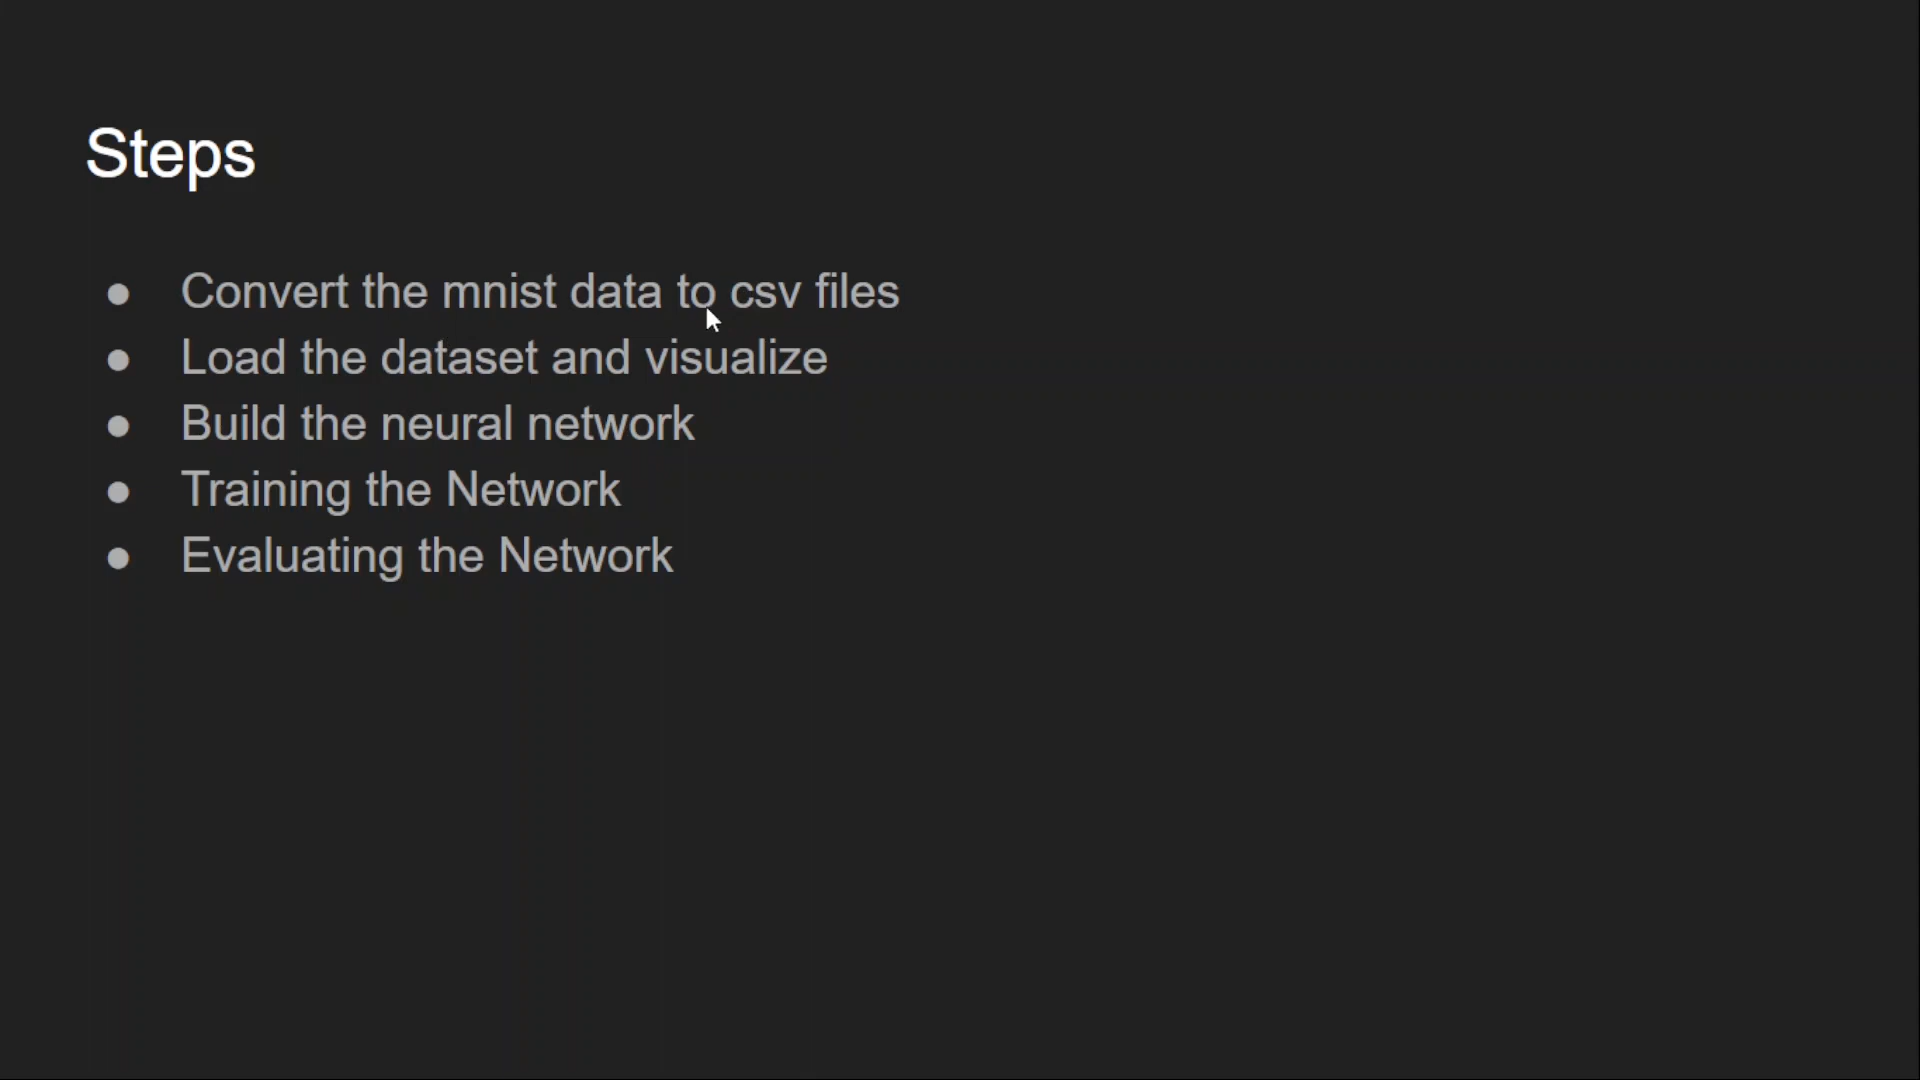 Steps
● Convert the mnist data to csv files
● Load the dataset and visualize
● Build the neural network
● Training the Network
● Evaluating the Network